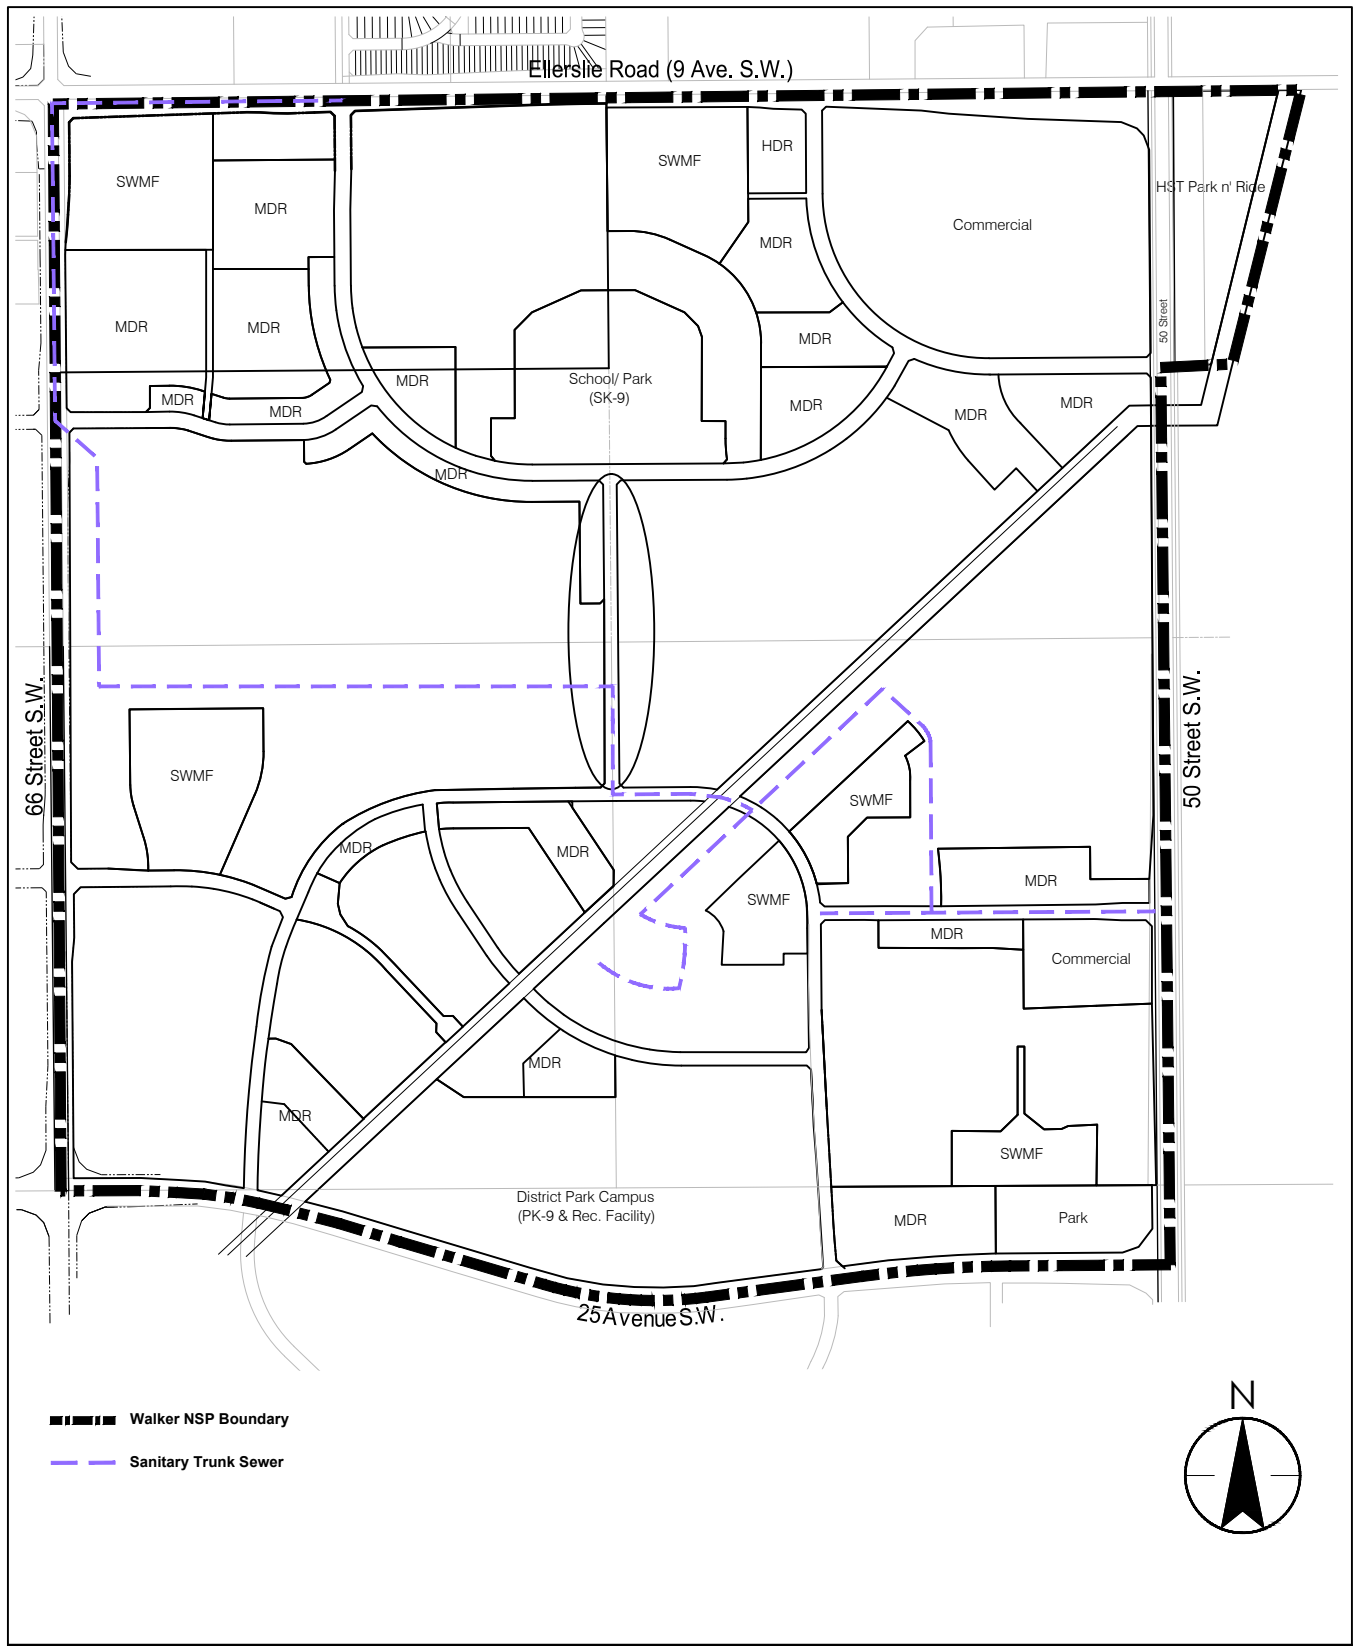 Ellerslie Road (9 Ave. S.W.)
HDR
SWMF
SWMF
HST Park n' Ride
MDR
Commercial
MDR
50 Street
MDR
MDR
MDR
School/ Park
(SK-9)
MDR
MDR
MDR
MDR
MDR
MDR
MDR
MDR
66 Street S.W.
50 Street S.W.
SWMF
SWMF
MDR
MDR
MDR
SWMF
MDR
Commercial
MDR
MDR
SWMF
District Park Campus
(PK-9 & Rec. Facility)
MDR
Park
25 Avenue S.W.
N
Walker NSP Boundary
Sanitary Trunk Sewer